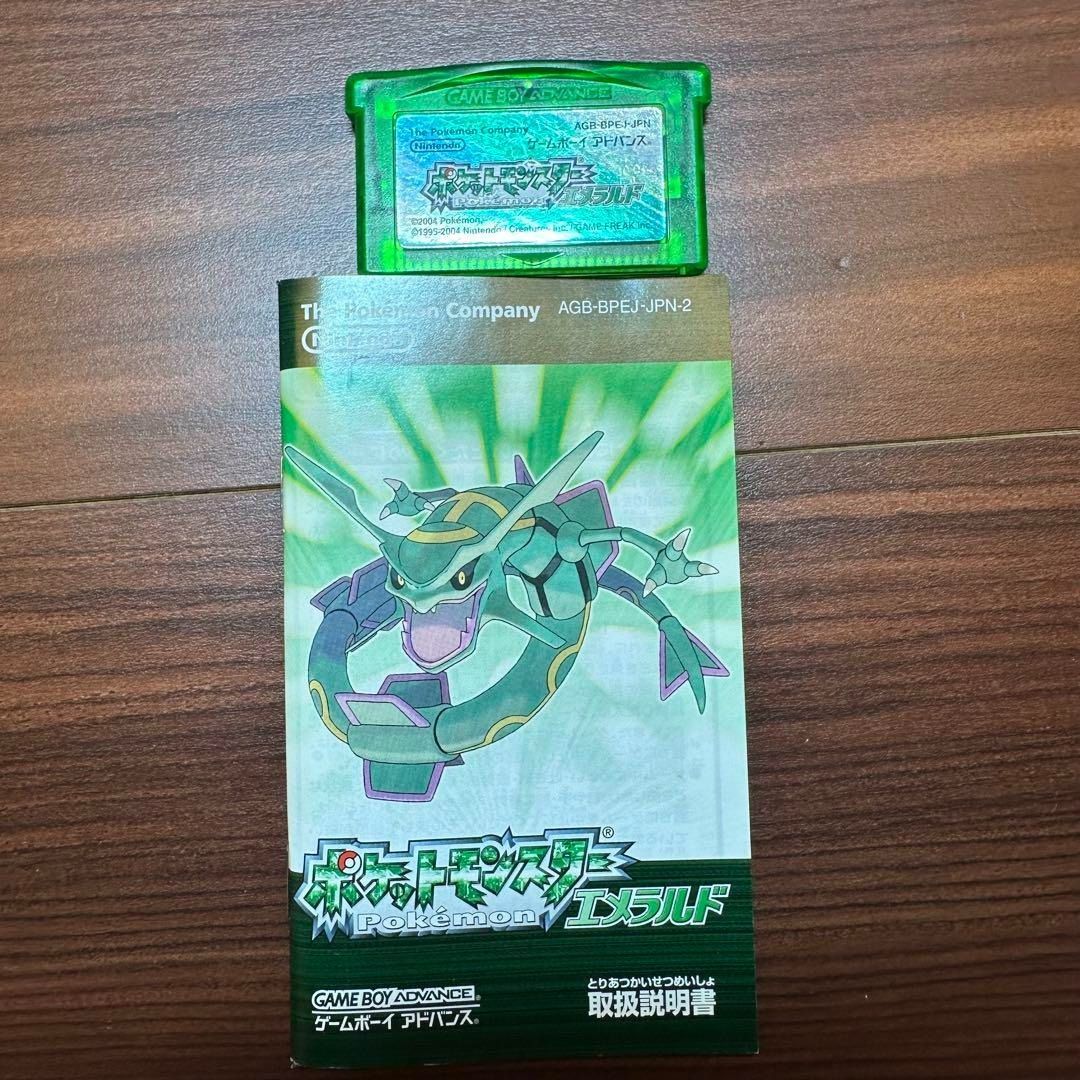 GAME BOY ADVANCE
The Pokémon Company
AGB-BPEJ-JPN
Nintendo
ゲームボーイ アドバンス®
ポケットモンスター
Pokémon
エメラルド
©2004 Pokémon.
©1995-2004 Nintendo / Creatures inc. / GAME FREAK inc.
The Pokémon Company
AGB-BPEJ-JPN-2
Nintendo
ポケットモンスター®
Pokémon
エメラルド
GAME BOY ADVANCE®
ゲームボーイ アドバンス®
とりあつかいせつめいしょ
取扱説明書